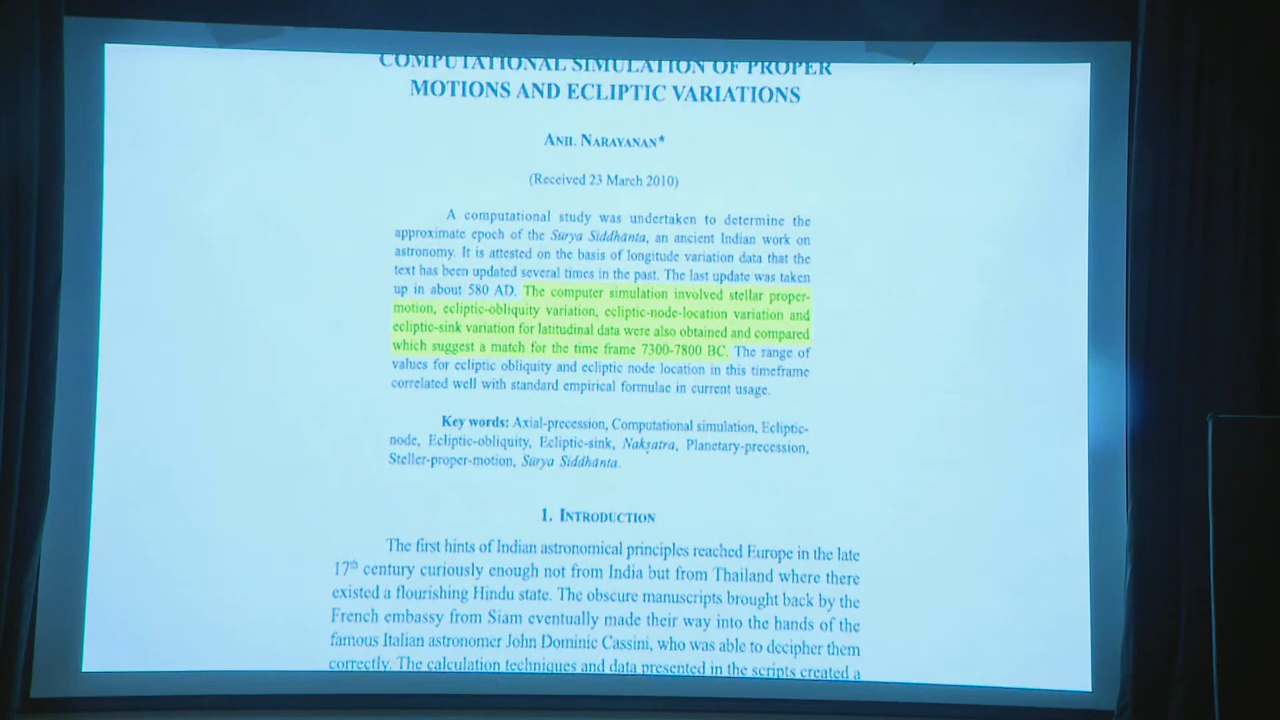 COMPUTATIONAL SIMULATION OF PROPER
MOTIONS AND ECLIPTIC VARIATIONS
ANIL NARAYANAN*
(Received 23 March 2010)
A computational study was undertaken to determine the
approximate epoch of the Sūrya Siddhānta, an ancient Indian work on
astronomy. It is attested on the basis of longitude variation data that the
text has been updated several times in the past. The last update was taken
up in about 580 AD. The computer simulation involved stellar proper-
motion, ecliptic-obliquity variation, ecliptic-node-location variation and
ecliptic-sink variation for latitudinal data were also obtained and compared
which suggest a match for the time frame 7300-7800 BC. The range of
values for ecliptic obliquity and ecliptic node location in this timeframe
correlated well with standard empirical formulae in current usage.
Key words: Axial-precession, Computational simulation, Ecliptic-
node, Ecliptic-obliquity, Ecliptic-sink, Nakṣatra, Planetary-precession,
Steller-proper-motion, Sūrya Siddhānta.
1. INTRODUCTION
The first hints of Indian astronomical principles reached Europe in the late
17th century curiously enough not from India but from Thailand where there
existed a flourishing Hindu state. The obscure manuscripts brought back by the
French embassy from Siam eventually made their way into the hands of the
famous Italian astronomer John Dominic Cassini, who was able to decipher them
correctly. The calculation techniques and data presented in the scripts created a